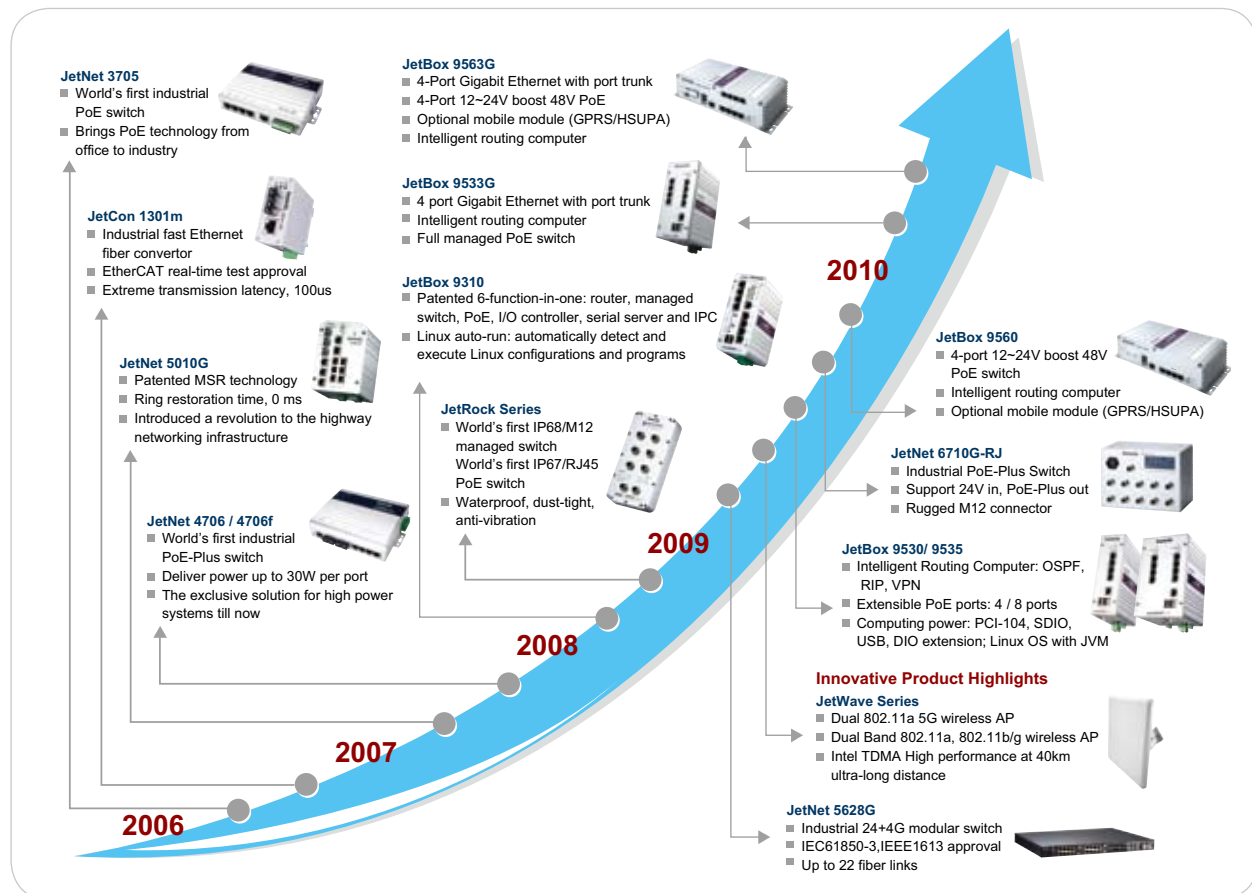 JetNet 3705
World's first industrial
PoE switch
Brings PoE technology from
office to industry
JetCon 1301m
Industrial fast Ethernet
fiber convertor
EtherCAT real-time test approval
Extreme transmission latency, 100us
JetNet 5010G
Patented MSR technology
Ring restoration time, 0 ms
Introduced a revolution to the highway
networking infrastructure
JetNet 4706 / 4706f
World's first industrial
PoE-Plus switch
Deliver power up to 30W per port
The exclusive solution for high power
systems till now
JetBox 9563G
4-Port Gigabit Ethernet with port trunk
4-Port 12~24V boost 48V PoE
Optional mobile module (GPRS/HSUPA)
Intelligent routing computer
JetBox 9533G
4 port Gigabit Ethernet with port trunk
Intelligent routing computer
Full managed PoE switch
JetBox 9310
Patented 6-function-in-one: router, managed
switch, PoE, I/O controller, serial server and IPC
Linux auto-run: automatically detect and
execute Linux configurations and programs
JetRock Series
World's first IP68/M12
managed switch
World's first IP67/RJ45
PoE switch
Waterproof, dust-tight,
anti-vibration
2006
2007
2008
2009
2010
JetBox 9560
4-port 12~24V boost 48V
PoE switch
Intelligent routing computer
Optional mobile module (GPRS/HSUPA)
JetNet 6710G-RJ
Industrial PoE-Plus Switch
Support 24V in, PoE-Plus out
Rugged M12 connector
JetBox 9530/ 9535
Intelligent Routing Computer: OSPF,
RIP, VPN
Extensible PoE ports: 4 / 8 ports
Computing power: PCI-104, SDIO,
USB, DIO extension; Linux OS with JVM
Innovative Product Highlights
JetWave Series
Dual 802.11a 5G wireless AP
Dual Band 802.11a, 802.11b/g wireless AP
Intel TDMA High performance at 40km
ultra-long distance
JetNet 5628G
Industrial 24+4G modular switch
IEC61850-3,IEEE1613 approval
Up to 22 fiber links